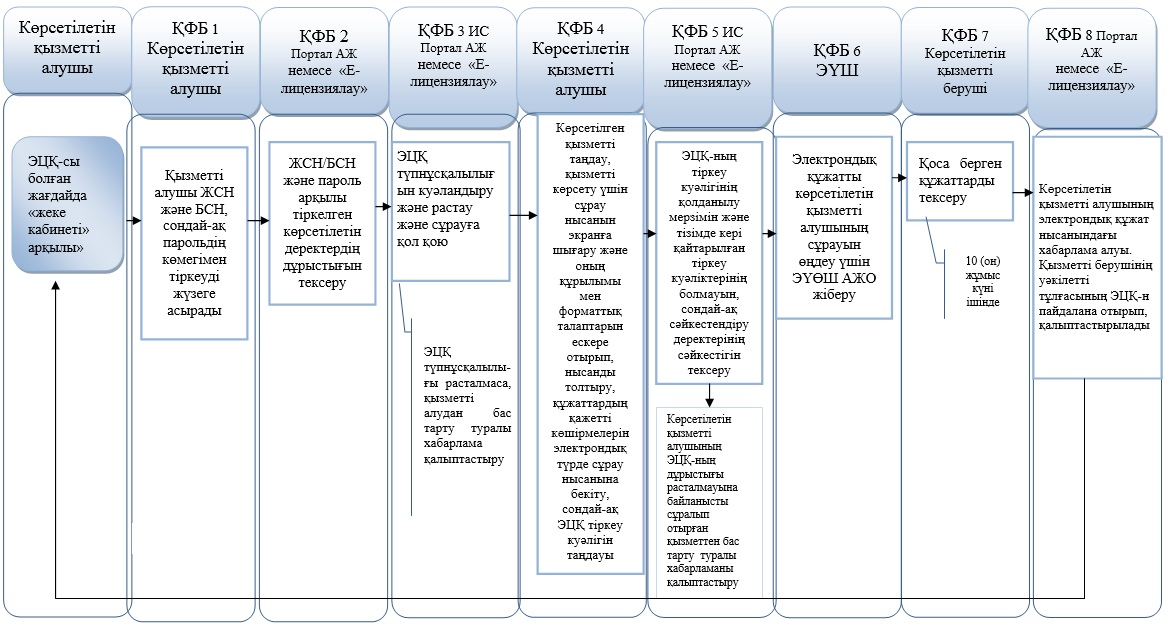 Көрсетілетін
қызметті
алушы
ҚФБ 1
Көрсетілетін
қызметті
алушы
ҚФБ 2
Портал АЖ
немесе «Е-
лицензиялау»
ҚФБ 3 ИС
Портал АЖ
немесе «Е-
лицензиялау»
ҚФБ 4
Көрсетілетін
қызметті
алушы
ҚФБ 5 ИС
Портал АЖ
немесе «Е-
лицензиялау»
ҚФБ 6
ЭҮШ
ҚФБ 7
Көрсетілетін
қызметті
беруші
ҚФБ 8 Портал
АЖ
немесе «Е-
лицензиялау»
ЭЦҚ-сы
болған
жағдайда
«жеке
кабинеті»
арқылы»
Қызметті
алушы ЖСН
және БСН,
сондай-ақ
парольдің
көмегімен
тіркеуді
жүзеге
асырады
ЖСН/БСН
және пароль
арқылы
тіркелген
көрсетілетін
деректердің
дұрыстығын
тексеру
ЭЦҚ
түпнұсқалылығ
ын куәландыру
және растау
және сұрауға
қол қою
ЭЦҚ
түпнұсқалылы-
ғы расталмаса,
қызметті
алудан бас
тарту туралы
хабарлама
қалыптастыру
Көрсетілген
қызметті
таңдау,
қызметті
көрсету үшін
сұрау
нысанын
экранға
шығару және
оның
құрылымы
мен
форматтық
талаптарын
ескере
отырып,
нысанды
толтыру,
құжаттардың
қажетті
көшірмелерін
электрондық
түрде сұрау
нысанына
бекіту,
сондай-ақ
ЭЦҚ тіркеу
куәлігін
таңдауы
ЭЦҚ-ның
тіркеу
куәлігінің
қолданылу
мерзімін және
тізімде кері
қайтарылған
тіркеу
куәліктерінің
болмауын,
сондай-ақ
сәйкестендіру
деректерінің
сәйкестігін
тексеру
Көрсетілетін
қызметті
алушының
ЭЦҚ-ның
дұрыстығы
расталмауына
байланысты
сұралып
отырған
қызметтен бас
тарту туралы
хабарламаны
қалыптастыру
Электрондық
құжатты
көрсетілетін
қызметті
алушының
сұрауын
өңдеу үшін
ЭҮӨШ АЖО
жіберу
Қоса берген
құжаттарды
тексеру
10 (он)
жұмыс
күні
ішінде
Көрсетілетін
қызметті алушының
электрондық құжат
нысанындағы
хабарлама алуы.
Қызметті берушінің
уәкілетті
тұлғасының ЭЦҚ-н
пайдалана отырып,
қалыптастырылады